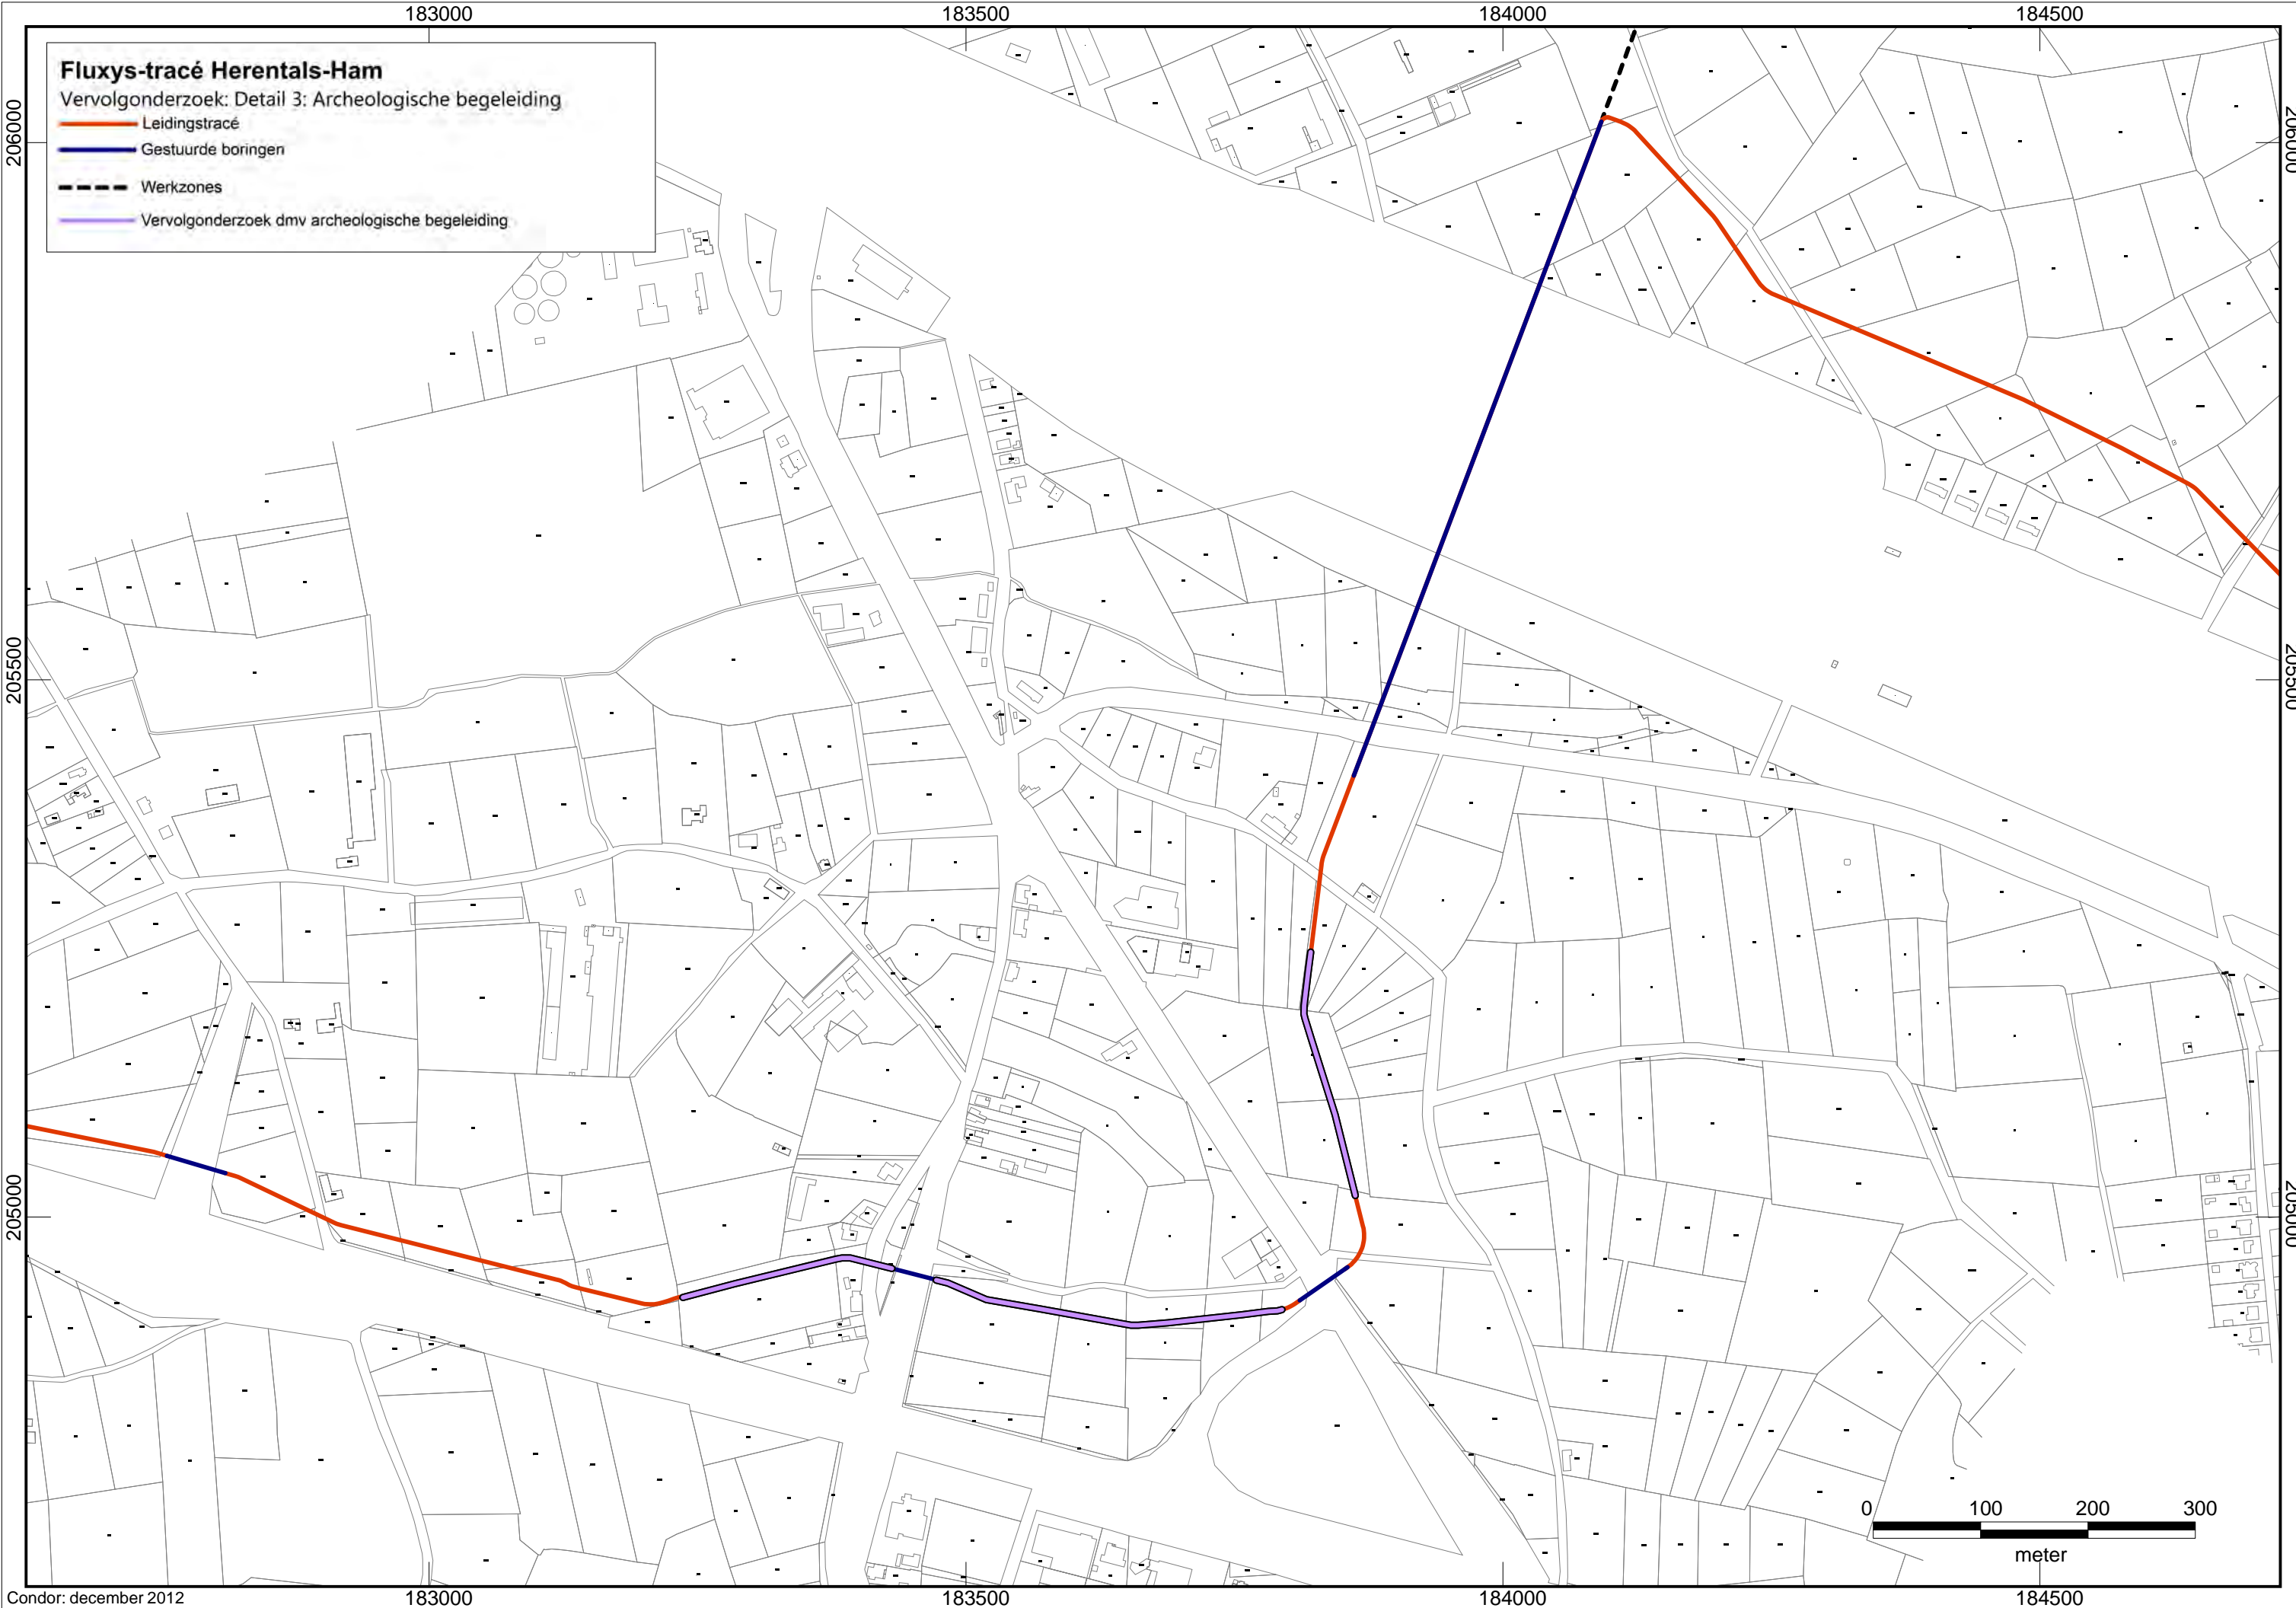 183000 183500 184000 184500
Fluxys-tracé Herentals-Ham
Vervolgonderzoek: Detail 3: Archeologische begeleiding
Leidingstracé
Gestuurde boringen
Werkzones
Vervolgonderzoek dmv archeologische begeleiding
206000 206000
205500 205500
205000 205000
0 100 200 300
meter
Condor: december 2012
183000 183500 184000 184500